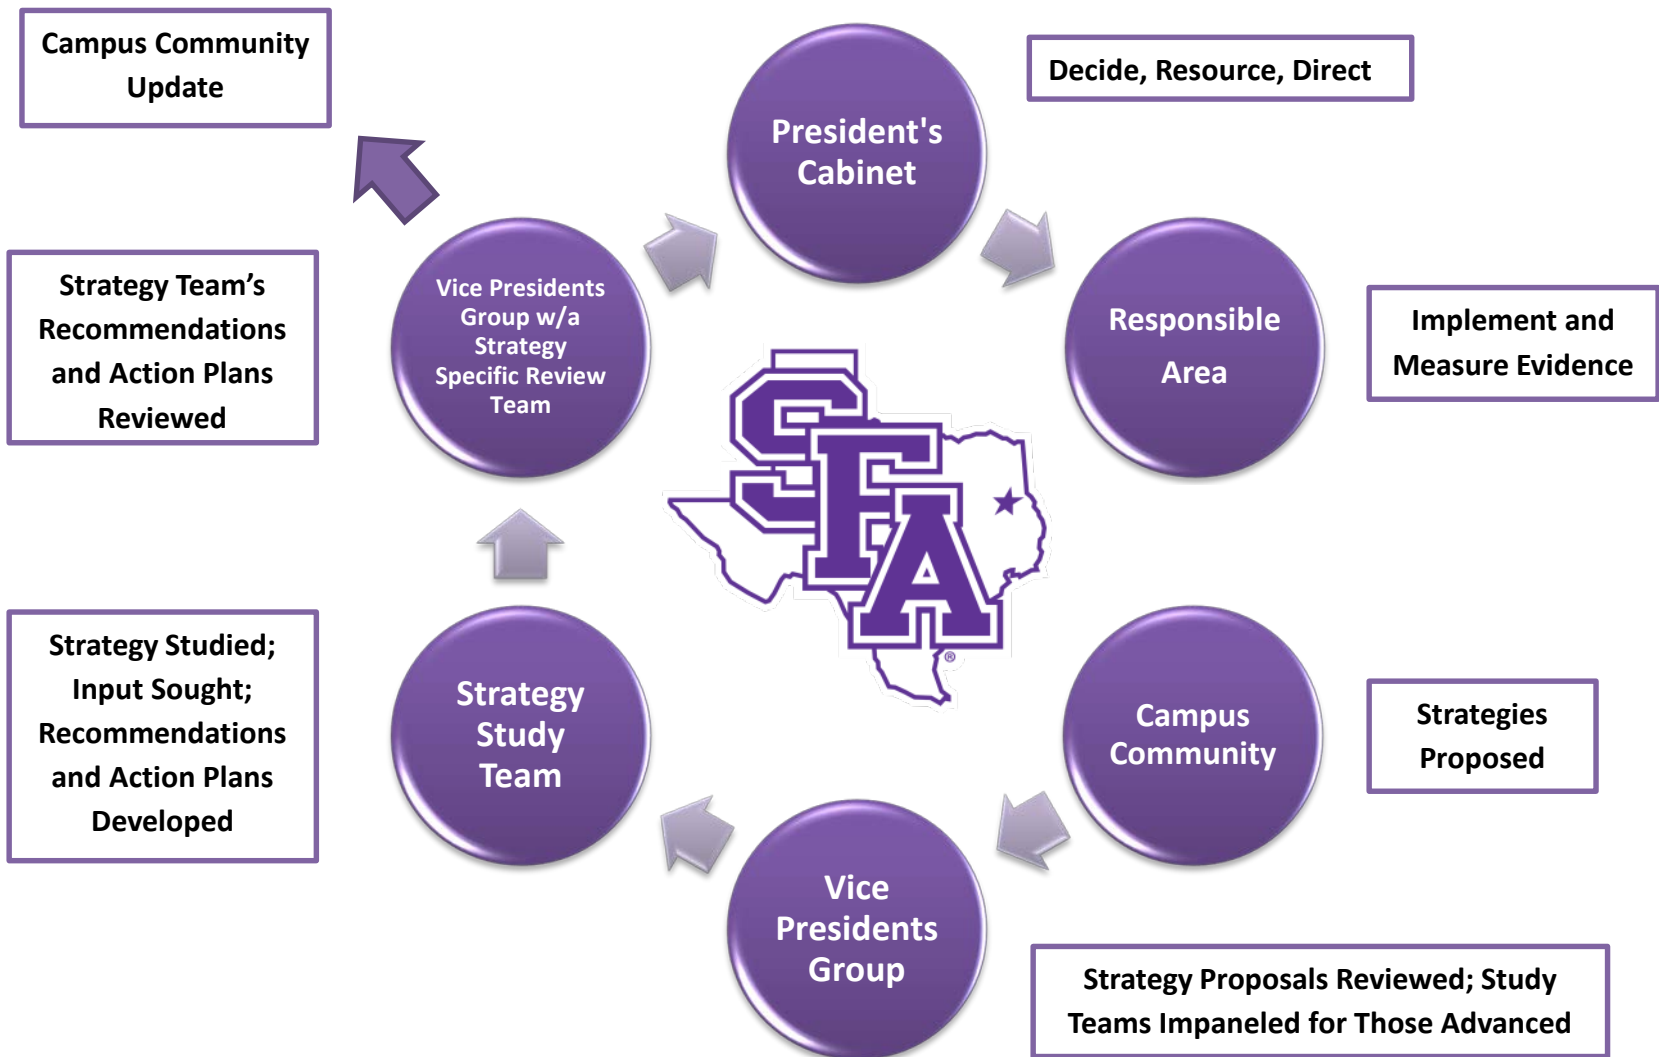 Campus Community
Update
President's
Cabinet
Decide, Resource, Direct
Strategy Team’s
Recommendations
and Action Plans
Reviewed
Vice Presidents
Group w/a
Strategy
Specific Review
Team
Responsible
Area
Implement and
Measure Evidence
SFA
®
Strategy Studied;
Input Sought;
Recommendations
and Action Plans
Developed
Strategy
Study
Team
Campus
Community
Strategies
Proposed
Vice
Presidents
Group
Strategy Proposals Reviewed; Study
Teams Impaneled for Those Advanced